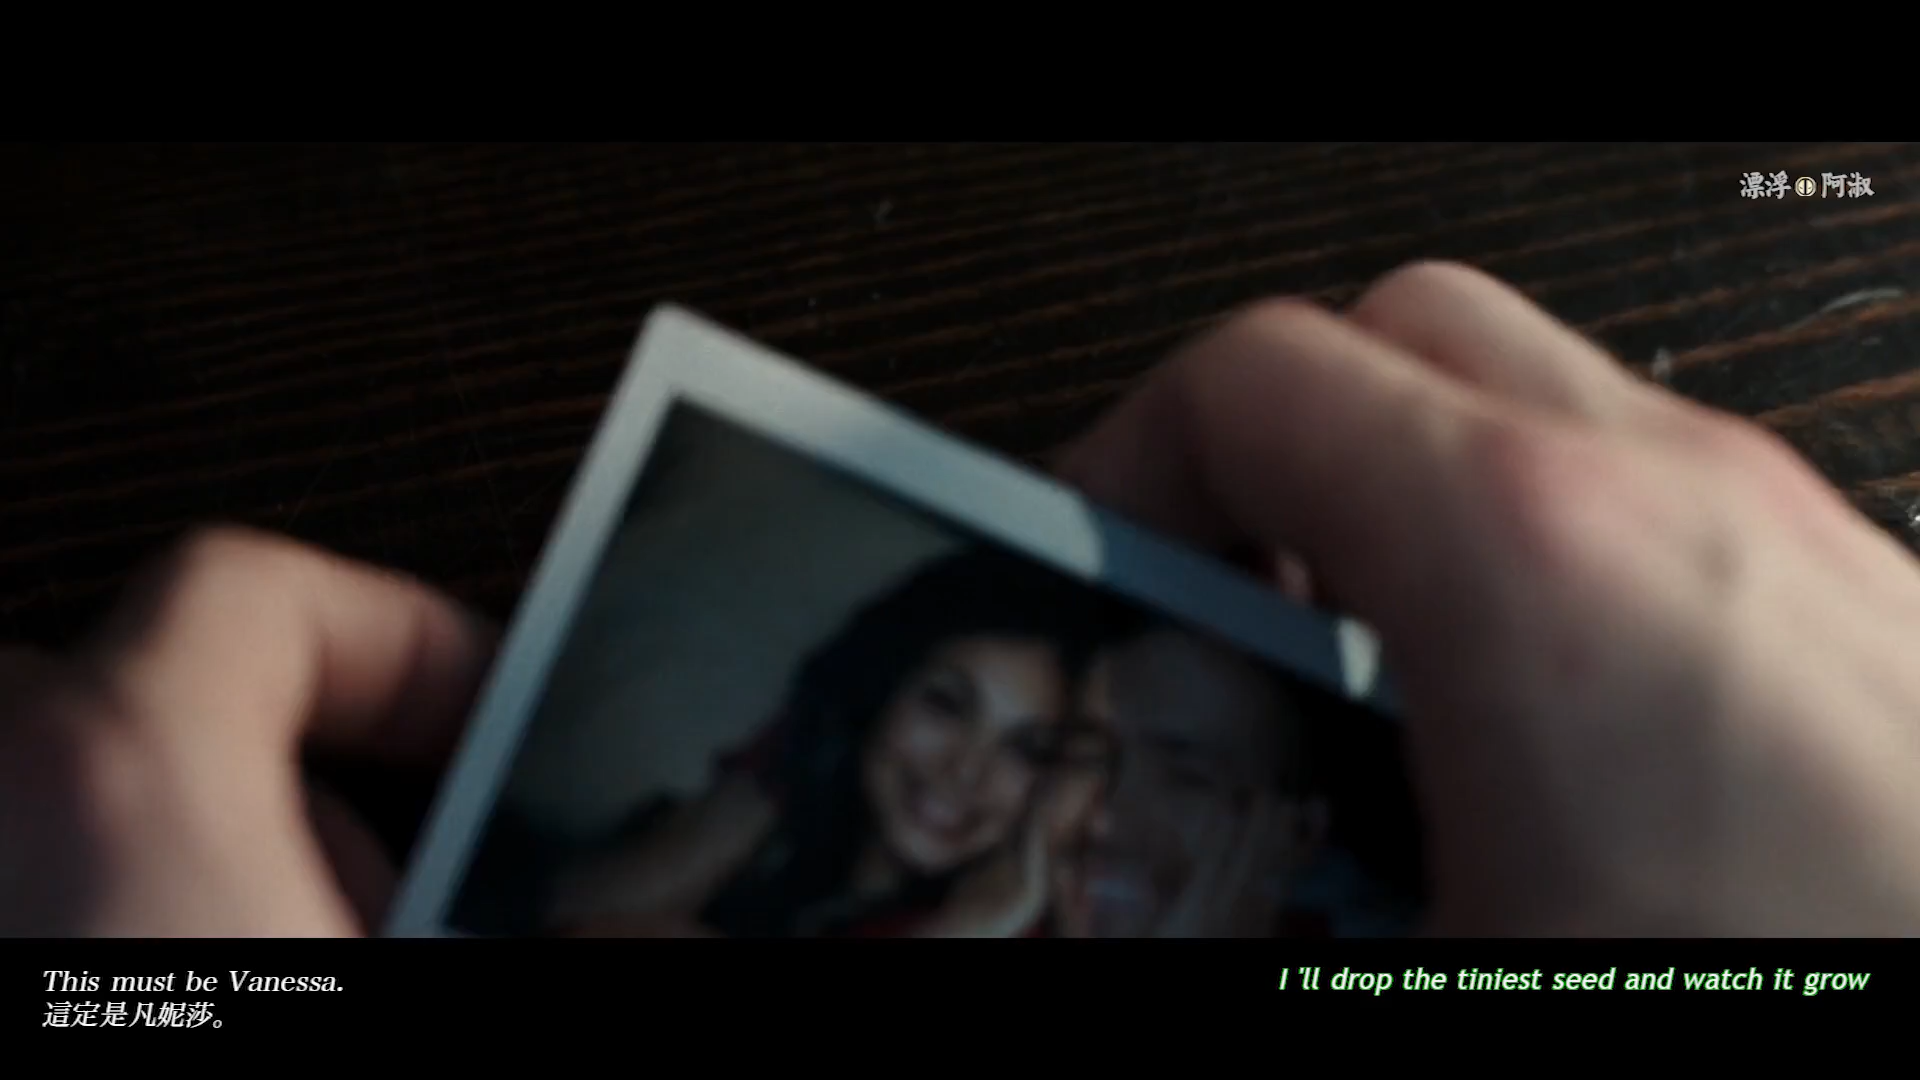 漂浮 阿淑
This must be Vanessa.
這定是凡妮莎。
I 'll drop the tiniest seed and watch it grow